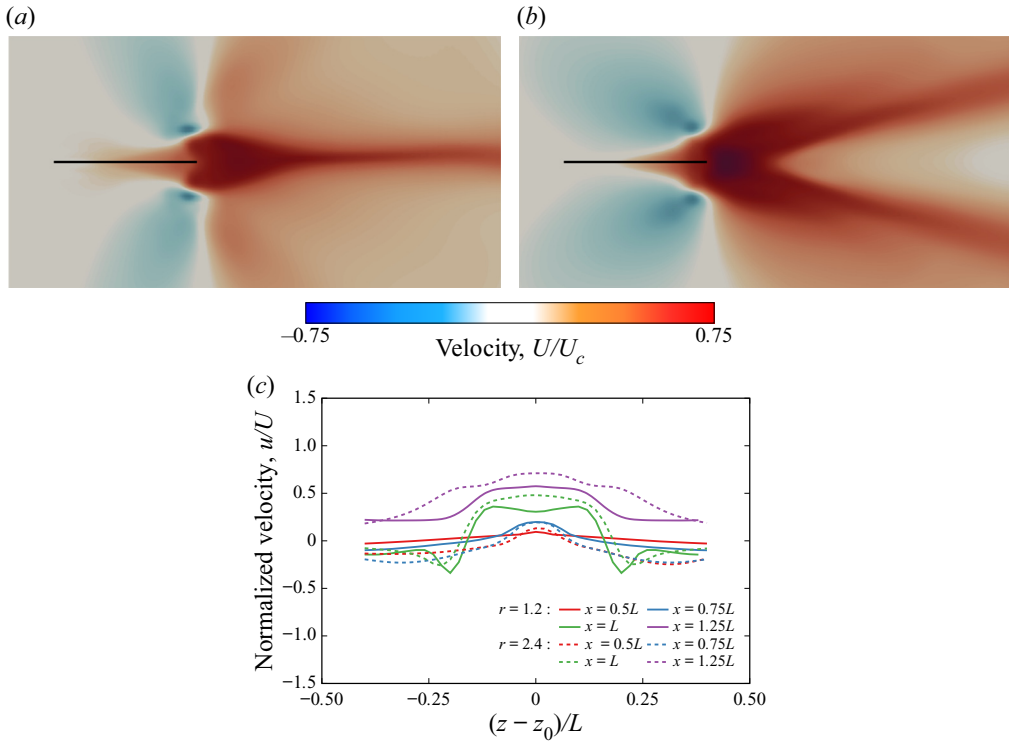 (a)
(b)
–0.75 0.75
Velocity, U/U_c
(c)
Normalized velocity, u/U
1.5
1.0
0.5
0
−0.5
−1.0
−1.5
r = 1.2 : x = 0.5L x = 0.75L
x = L x = 1.25L
r = 2.4 : x = 0.5L x = 0.75L
x = L x = 1.25L
−0.50 −0.25 0 0.25 0.50
(z − z_0)/L